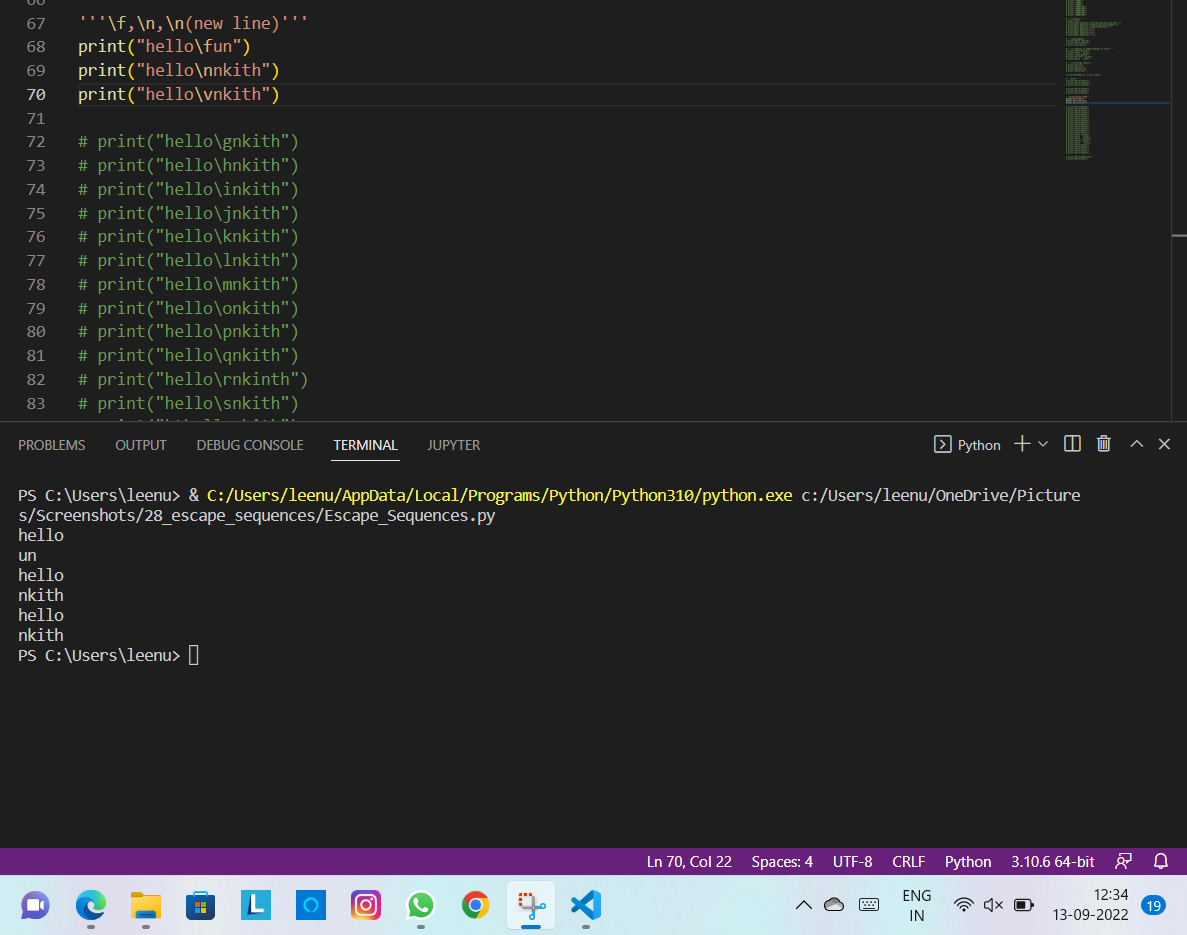 66
67 '''\f,\n,\n(new line)'''
68 print("hello\fun")
69 print("hello\nnkith")
70 print("hello\vnkith")
71
72 # print("hello\gnkith")
73 # print("hello\hnkith")
74 # print("hello\inkith")
75 # print("hello\jnkith")
76 # print("hello\knkith")
77 # print("hello\lnkith")
78 # print("hello\mnkith")
79 # print("hello\onkith")
80 # print("hello\pnkith")
81 # print("hello\qnkith")
82 # print("hello\rnkinth")
83 # print("hello\snkith")
PROBLEMS OUTPUT DEBUG CONSOLE TERMINAL JUPYTER Python
PS C:\Users\leenu> & C:/Users/leenu/AppData/Local/Programs/Python/Python310/python.exe c:/Users/leenu/OneDrive/Picture
s/Screenshots/28_escape_sequences/Escape_Sequences.py
hello
un
hello
nkith
hello
nkith
PS C:\Users\leenu>
Ln 70, Col 22 Spaces: 4 UTF-8 CRLF Python 3.10.6 64-bit
L
ENG
IN
12:34
13-09-2022
19